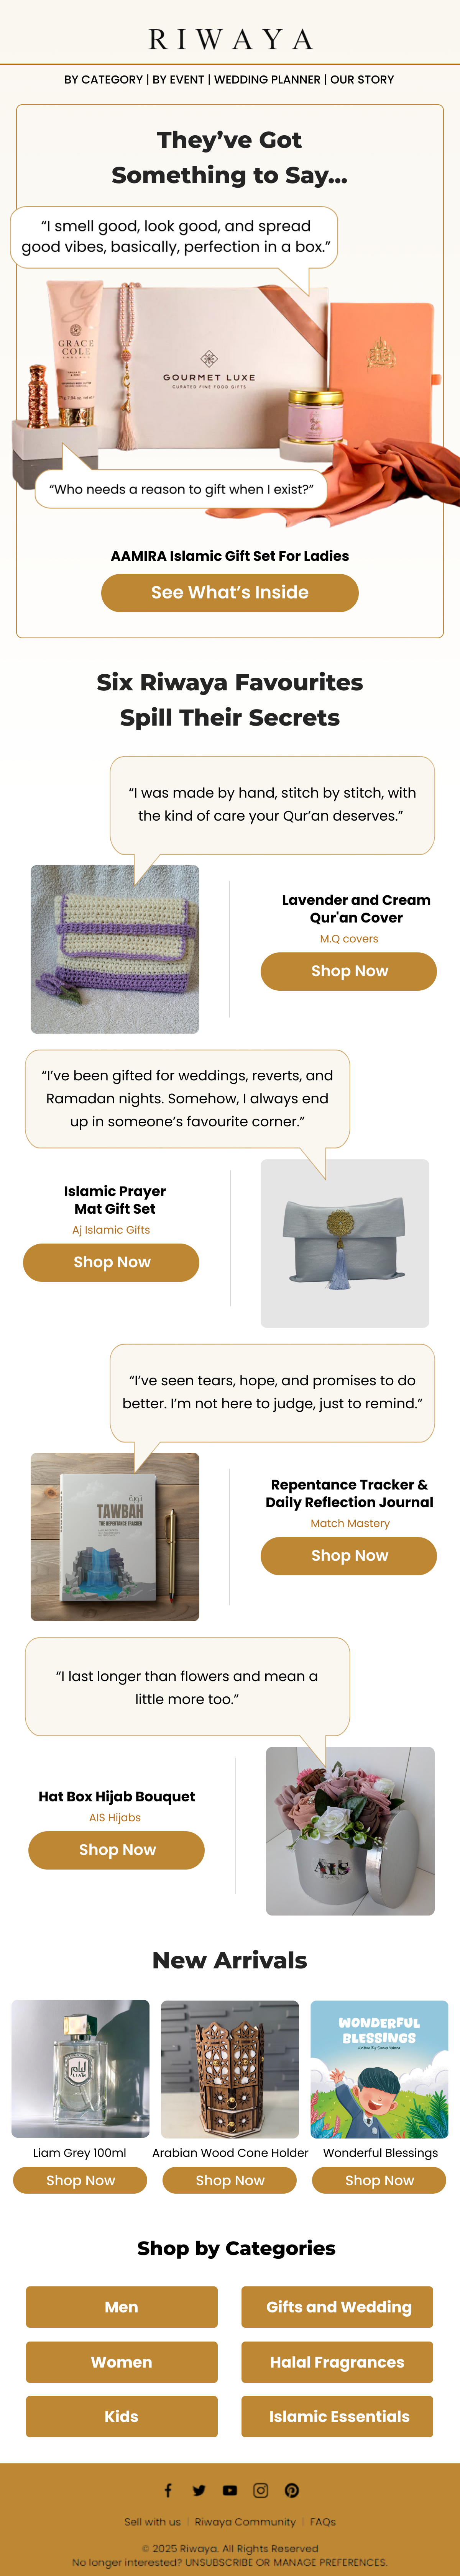 RIWAYA
BY CATEGORY | BY EVENT | WEDDING PLANNER | OUR STORY
They’ve Got
Something to Say...
“I smell good, look good, and spread
good vibes, basically, perfection in a box.”
GRACE
COLE
GOURMET LUXE
CURATED FINE FOOD GIFTS
“Who needs a reason to gift when I exist?”
AAMIRA Islamic Gift Set For Ladies
See What’s Inside
Six Riwaya Favourites
Spill Their Secrets
“I was made by hand, stitch by stitch, with
the kind of care your Qur’an deserves.”
Lavender and Cream
Qur'an Cover
M.Q covers
Shop Now
“I’ve been gifted for weddings, reverts, and
Ramadan nights. Somehow, I always end
up in someone’s favourite corner.”
Islamic Prayer
Mat Gift Set
Aj Islamic Gifts
Shop Now
“I’ve seen tears, hope, and promises to do
better. I’m not here to judge, just to remind.”
توبة
TAWBAH
THE REPENTANCE TRACKER
Repentance Tracker &
Daily Reflection Journal
Match Mastery
Shop Now
“I last longer than flowers and mean a
little more too.”
Hat Box Hijab Bouquet
AIS Hijabs
Shop Now
AIS
New Arrivals
LIAM
WONDERFUL
BLESSINGS
Liam Grey 100ml
Arabian Wood Cone Holder
Wonderful Blessings
Shop Now
Shop Now
Shop Now
Shop by Categories
Men
Gifts and Wedding
Women
Halal Fragrances
Kids
Islamic Essentials
Sell with us | Riwaya Community | FAQs
© 2025 Riwaya. All Rights Reserved
No longer interested? UNSUBSCRIBE OR MANAGE PREFERENCES.